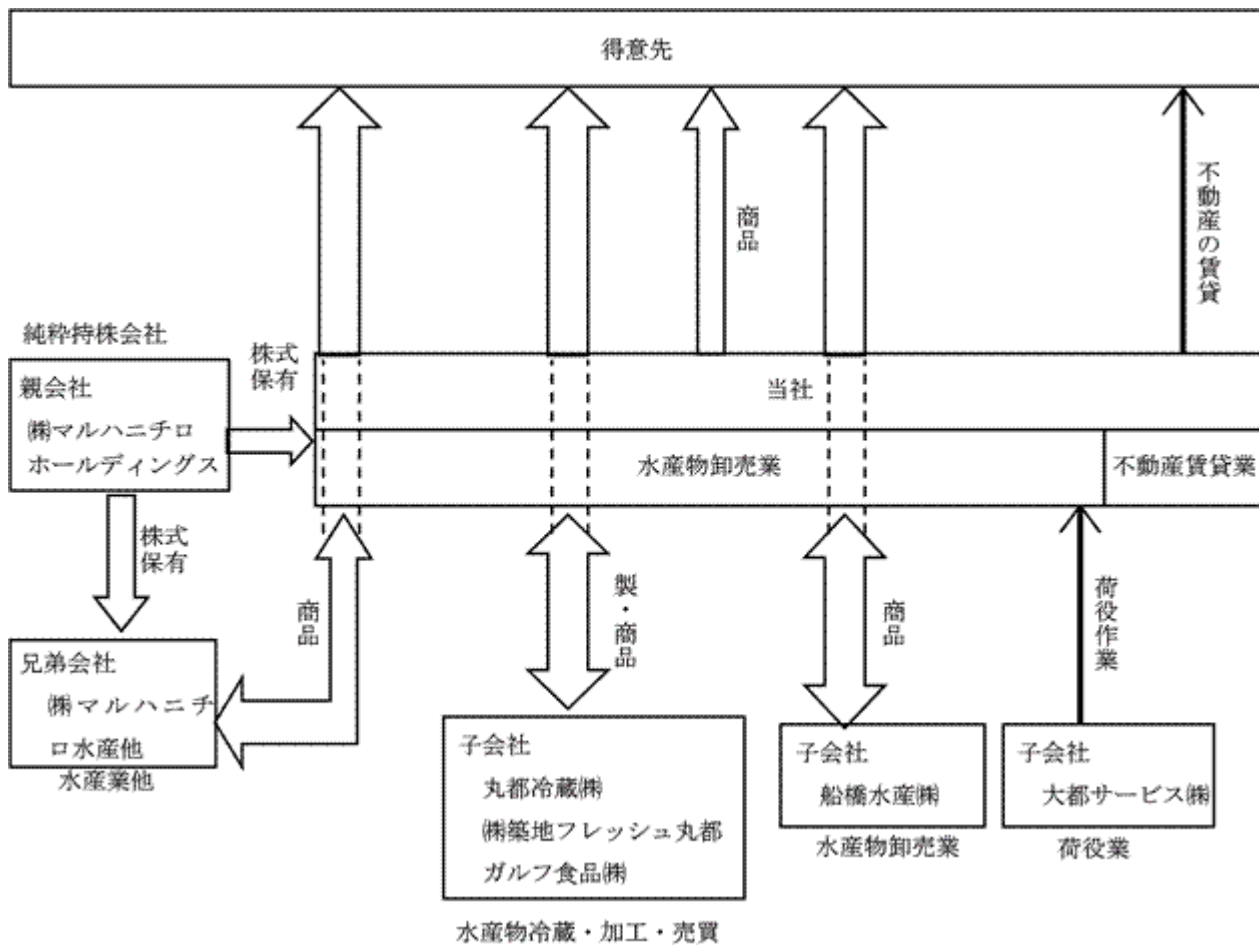 得意先
商品
不動産の賃貸
純粋持株会社
親会社
㈱マルハニチロ
ホールディングス
株式
保有
当社
水産物卸売業
不動産賃貸業
株式
保有
商品
製・商品
商品
荷役作業
兄弟会社
㈱マルハニチ
ロ水産他
水産業他
子会社
丸都冷蔵㈱
㈱築地フレッシュ丸都
ガルフ食品㈱
水産物冷蔵・加工・売買
子会社
船橋水産㈱
水産物卸売業
子会社
大都サービス㈱
荷役業